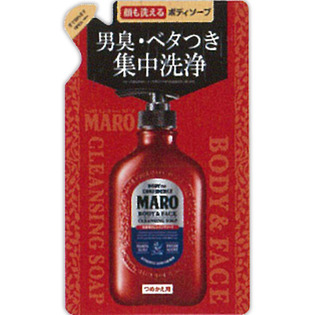 顔も洗える ボディソープ
男臭・ベタつき
集中洗浄
MARO
CLEANSING SOAP
BODY & FACE
MARO
BODY & FACE
CLEANSING SOAP
つめかえ用